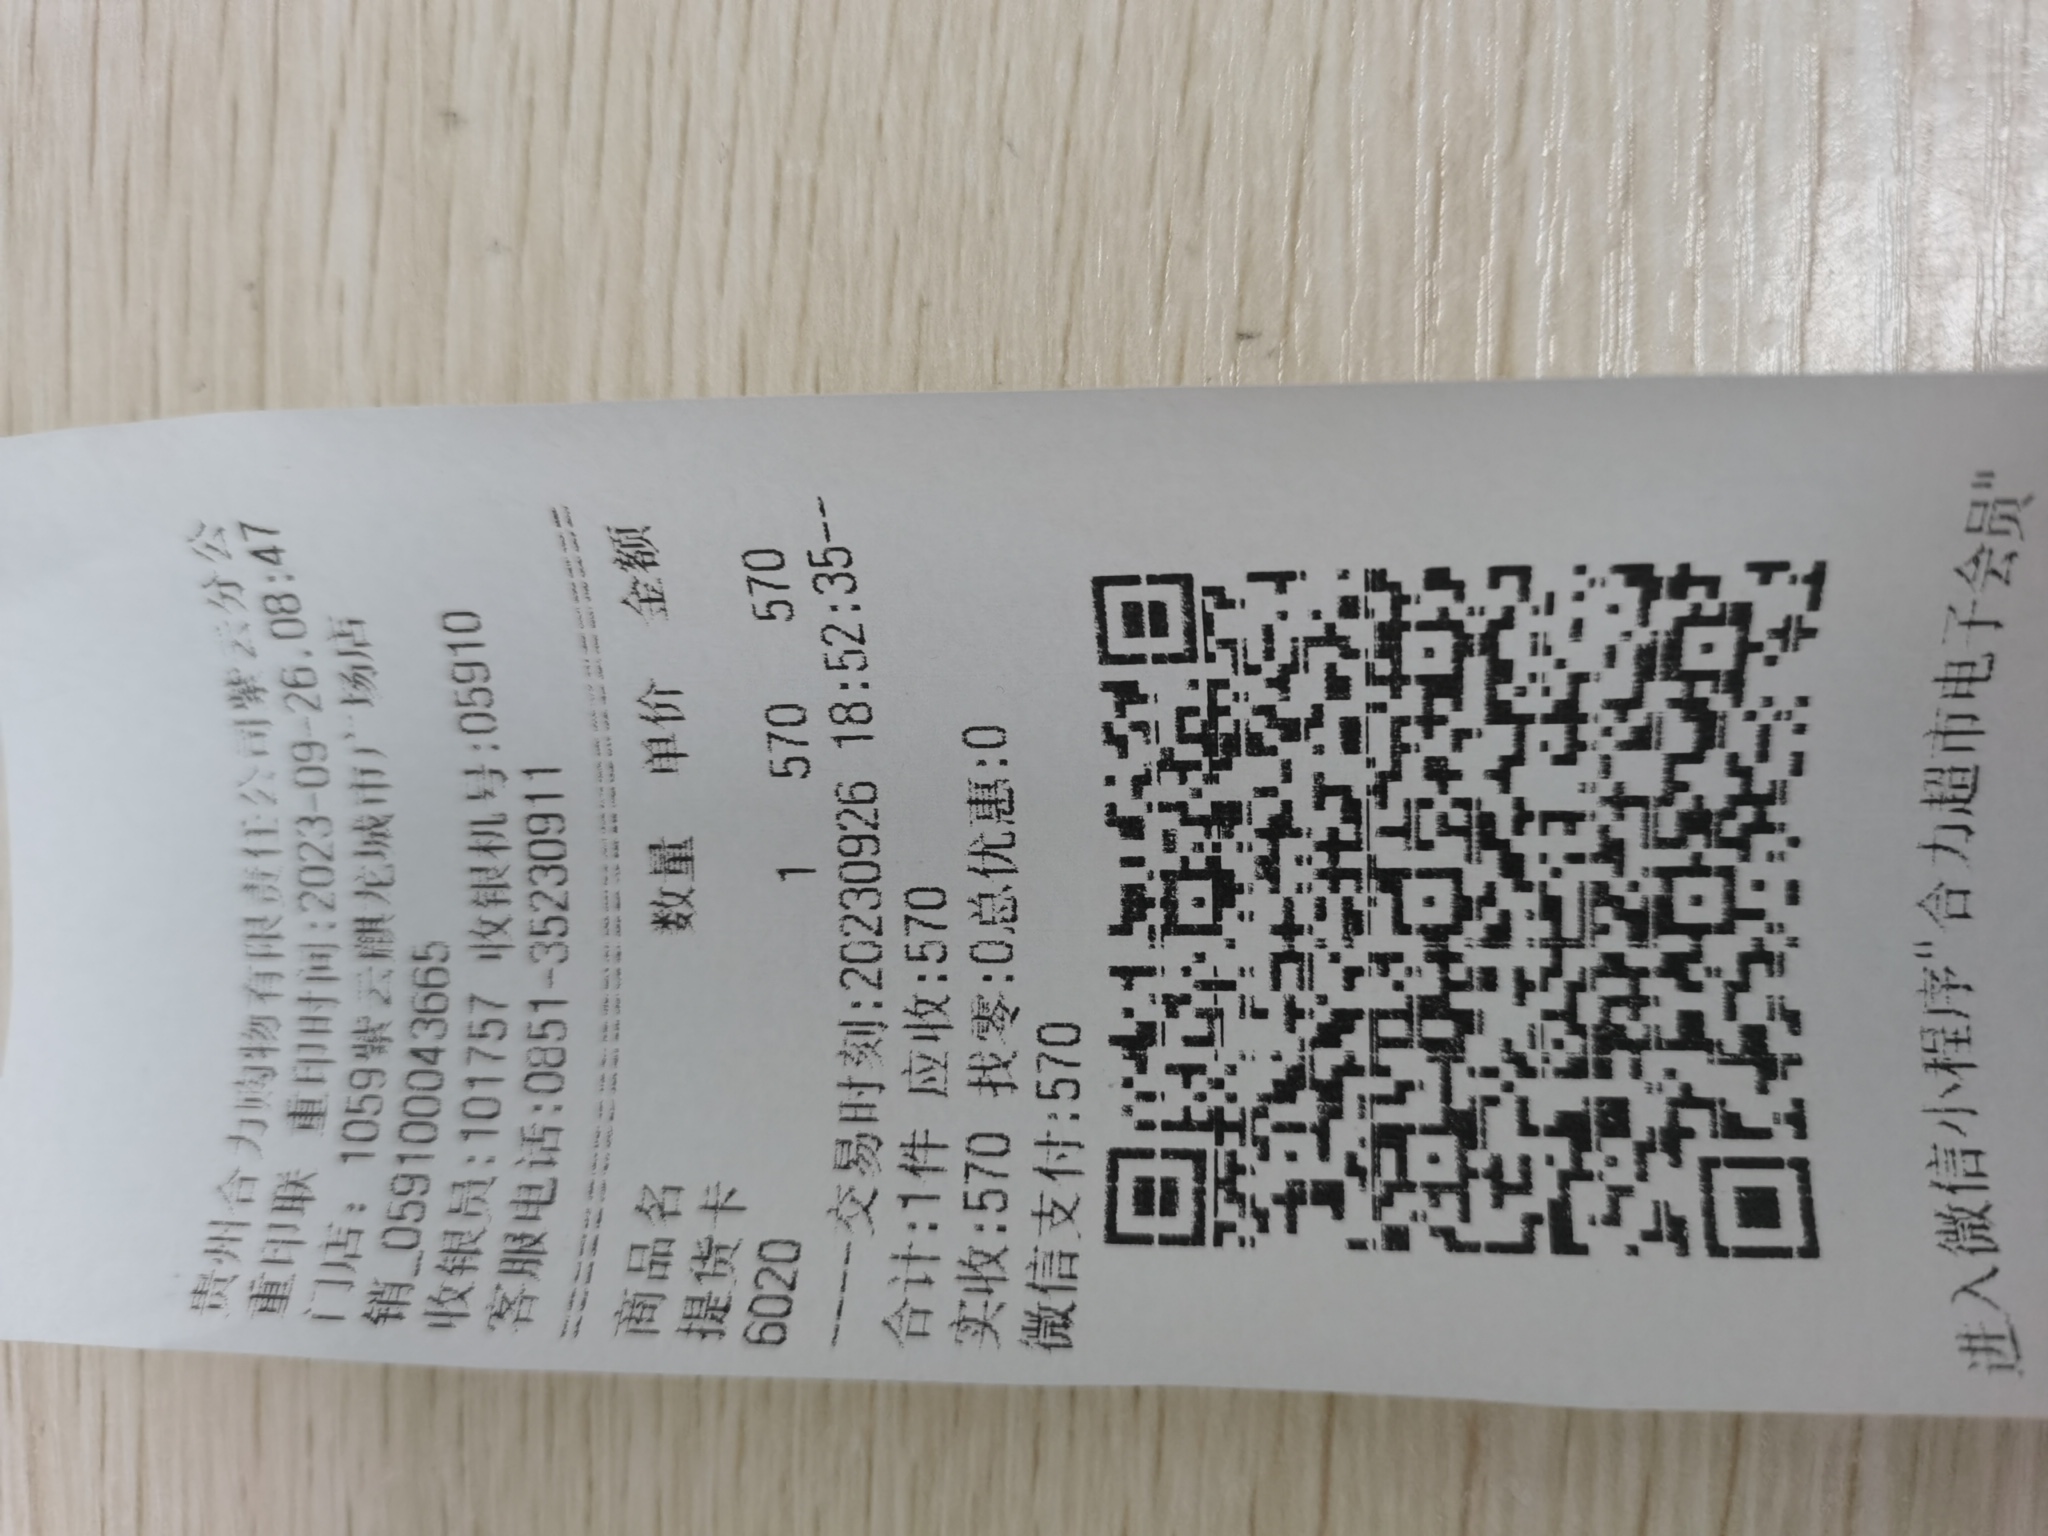 贵州合力购物有限责任公司紫云分公
重印联 重印时间:2023-09-26.08:47
门店: 1059紫云麒龙城市广场店
销_059100043665
收银员:101757 收银机号:05910
客服电话:0851-35230911
商品名 数量 单价 金额
提货卡
6020 1 570 570
----交易时刻:20230926 18:52:35---
合计:1件 应收:570
实收:570 找零:0总优惠:0
微信支付:570
进入微信小程序"合力超市电子会员"